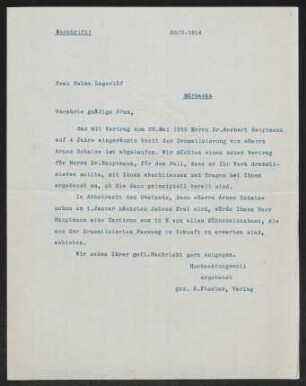 Abschrift!
23/5.1914
Frau Selma Lagerlöf
Mårbacka
Verehrte gnädige Frau,
das mit Vertrag vom 23. Mai 1910 Herrn Dr. Gerhart Hauptmann
auf 4 Jahre eingeräumte Recht der Dramatisierung von »Herrn
Arnes Schatz« ist abgelaufen. Wir möchten einen neuen Vertrag
für Herrn Dr. Hauptmann, für den Fall, dass er Ihr Werk dramati-
sieren sollte, mit Ihnen abschliessen und fragen bei Ihnen
ergebenst an, ob Sie dazu prinzipiell bereit sind.
In Anbetracht des Umstands, dass »Herrn Arnes Schatz«
schon am 1. Januar nächsten Jahres frei wird, würde Ihnen Herr
Hauptmann eine Tantieme von 10 % von allen Bühneneinnahmen, die
aus der dramatisierten Fassung in Zukunft zu erwarten sind,
anbieten.
Wir sehen Ihrer gefl. Nachricht gern entgegen.
Hochachtungsvoll
ergebenst
gez. S. Fischer, Verlag